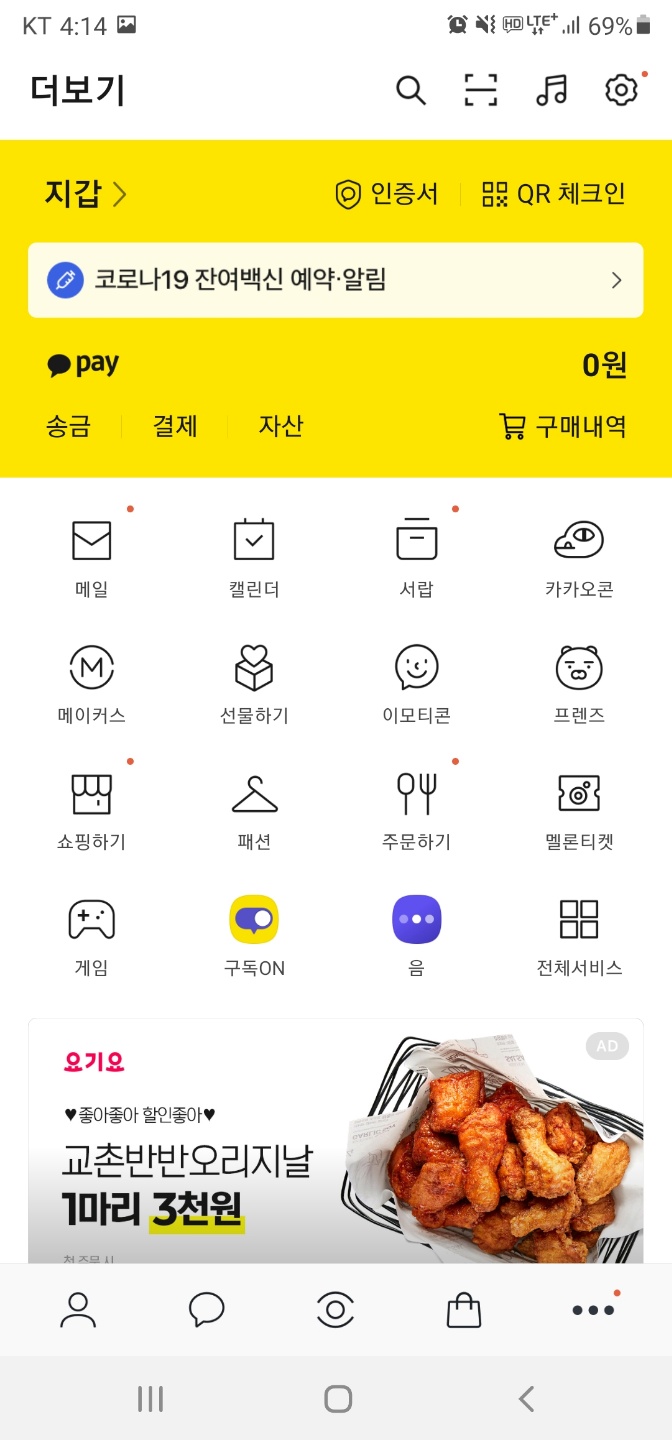 KT 4:14 HD LTE+ 69%
더보기
지갑 인증서 QR 체크인
코로나19 잔여백신 예약·알림
pay 0원
송금 결제 자산 구매내역
메일 캘린더 서랍 카카오콘
메이커스 선물하기 이모티콘 프렌즈
쇼핑하기 패션 주문하기 멜론티켓
게임 구독ON 음 전체서비스
요기요 AD
♥좋아좋아 할인좋아♥
교촌반반오리지날
1마리 3천원